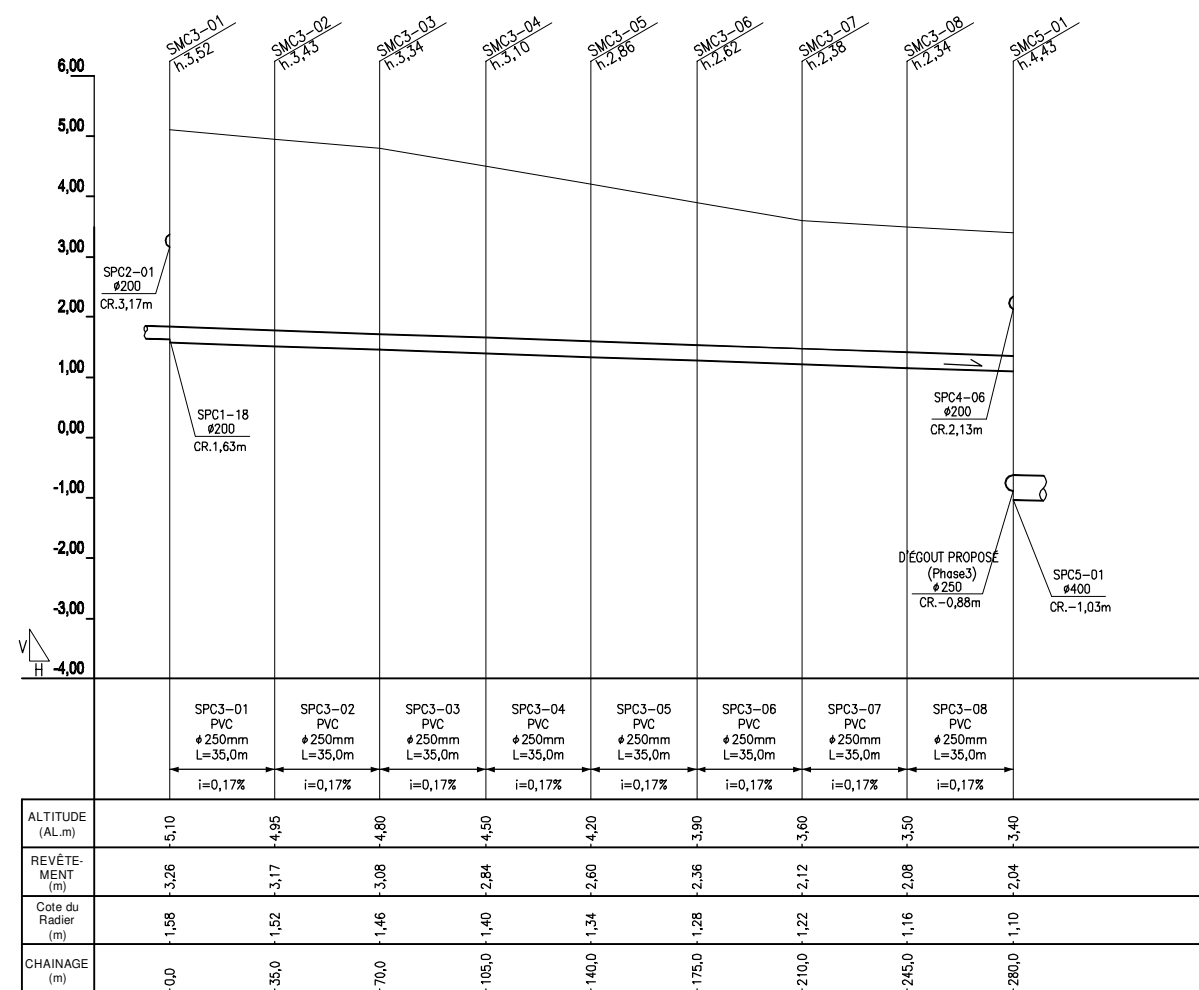 SMC3-01
h.3,52
SMC3-02
h.3,43
SMC3-03
h.3,34
SMC3-04
h.3,10
SMC3-05
h.2,86
SMC3-06
h.2,62
SMC3-07
h.2,38
SMC3-08
h.2,34
SMC5-01
h.4,43
6,00
5,00
4,00
3,00
2,00
1,00
0,00
-1,00
-2,00
-3,00
-4,00
V
H
SPC2-01
ø200
CR.3,17m
SPC1-18
ø200
CR.1,63m
SPC4-06
ø200
CR.2,13m
D'ÉGOUT PROPOSÉ
(Phase3)
ø250
CR.-0,88m
SPC5-01
ø400
CR.-1,03m
SPC3-01
PVC
ø250mm
L=35,0m
i=0,17%
SPC3-02
PVC
ø250mm
L=35,0m
i=0,17%
SPC3-03
PVC
ø250mm
L=35,0m
i=0,17%
SPC3-04
PVC
ø250mm
L=35,0m
i=0,17%
SPC3-05
PVC
ø250mm
L=35,0m
i=0,17%
SPC3-06
PVC
ø250mm
L=35,0m
i=0,17%
SPC3-07
PVC
ø250mm
L=35,0m
i=0,17%
SPC3-08
PVC
ø250mm
L=35,0m
i=0,17%
ALTITUDE
(AL.m)
5,10 4,95 4,80 4,50 4,20 3,90 3,60 3,50 3,40
REVÊTE-
MENT
(m)
3,26 3,17 3,08 2,84 2,60 2,36 2,12 2,08 2,04
Cote du
Radier
(m)
1,58 1,52 1,46 1,40 1,34 1,28 1,22 1,16 1,10
CHAINAGE
(m)
0,0 35,0 70,0 105,0 140,0 175,0 210,0 245,0 280,0